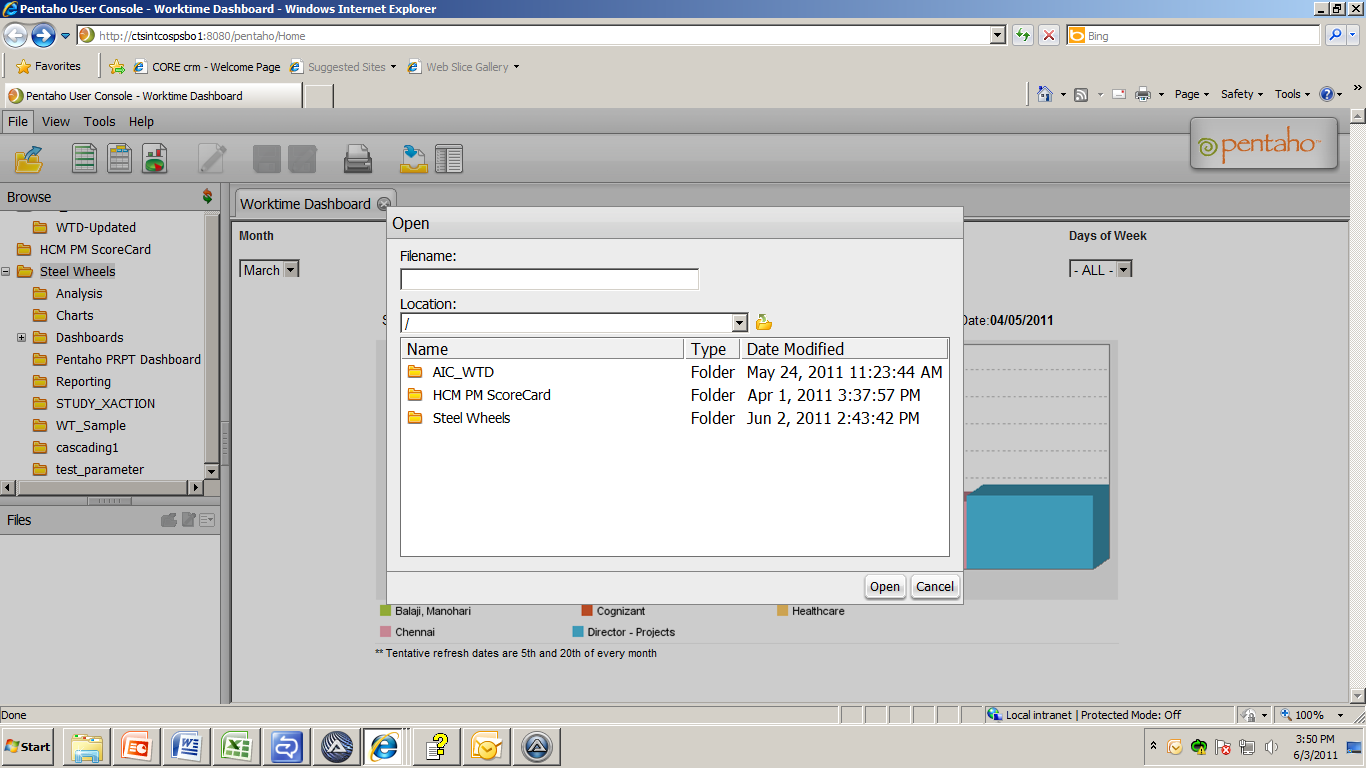 Pentaho User Console - Worktime Dashboard - Windows Internet Explorer
http://ctsintcospsbo1:8080/pentaho/Home
Bing
Favorites
CORE crm - Welcome Page
Suggested Sites
Web Slice Gallery
Pentaho User Console - Worktime Dashboard
Page
Safety
Tools
File View Tools Help
pentaho
Browse
WTD-Updated
HCM PM ScoreCard
Steel Wheels
Analysis
Charts
Dashboards
Pentaho PRPT Dashboard
Reporting
STUDY_XACTION
WT_Sample
cascading1
test_parameter
Files
Worktime Dashboard
Month
March
Days of Week
- ALL -
Date:04/05/2011
Open
Filename:
Location:
/
Name Type Date Modified
AIC_WTD Folder May 24, 2011 11:23:44 AM
HCM PM ScoreCard Folder Apr 1, 2011 3:37:57 PM
Steel Wheels Folder Jun 2, 2011 2:43:42 PM
Open Cancel
Balaji, Manohari Cognizant Healthcare
Chennai Director - Projects
** Tentative refresh dates are 5th and 20th of every month
Done
Local intranet | Protected Mode: Off
100%
Start
3:50 PM
6/3/2011